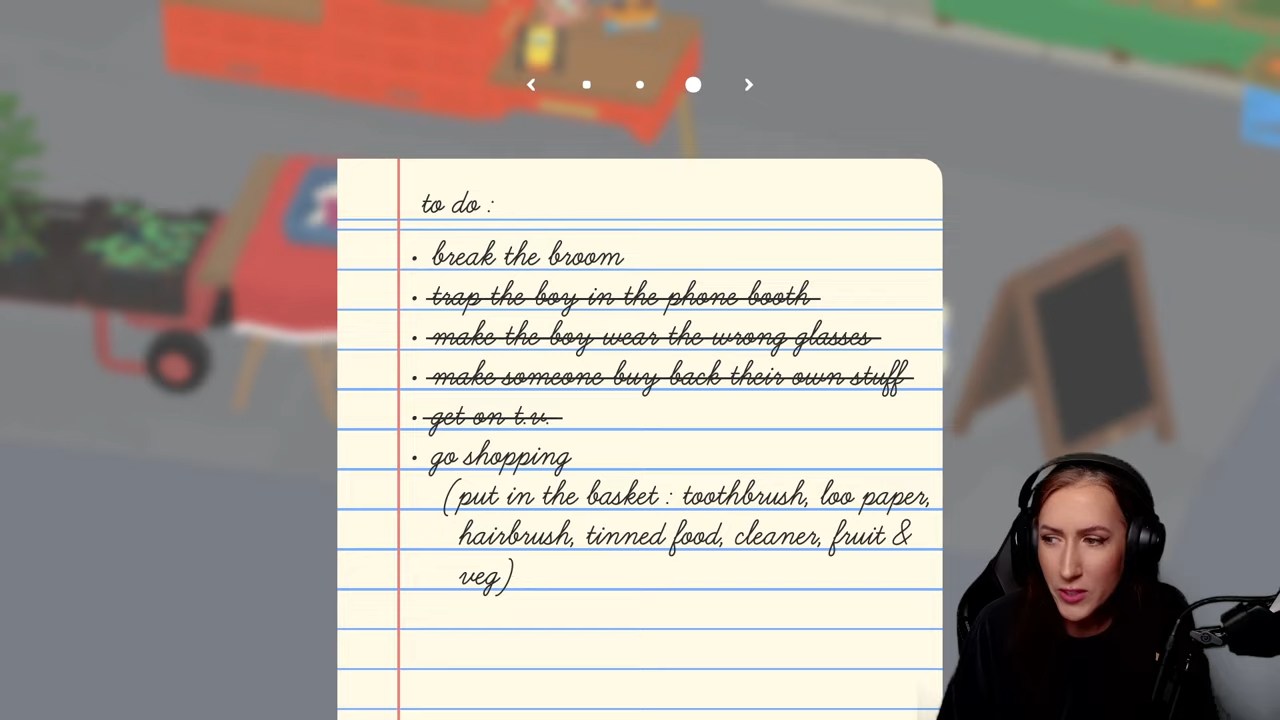 to do :
• break the broom
• trap the boy in the phone booth
• make the boy wear the wrong glasses
• make someone buy back their own stuff
• get on t.v.
• go shopping
(put in the basket : toothbrush, loo paper,
hairbrush, tinned food, cleaner, fruit &
veg)